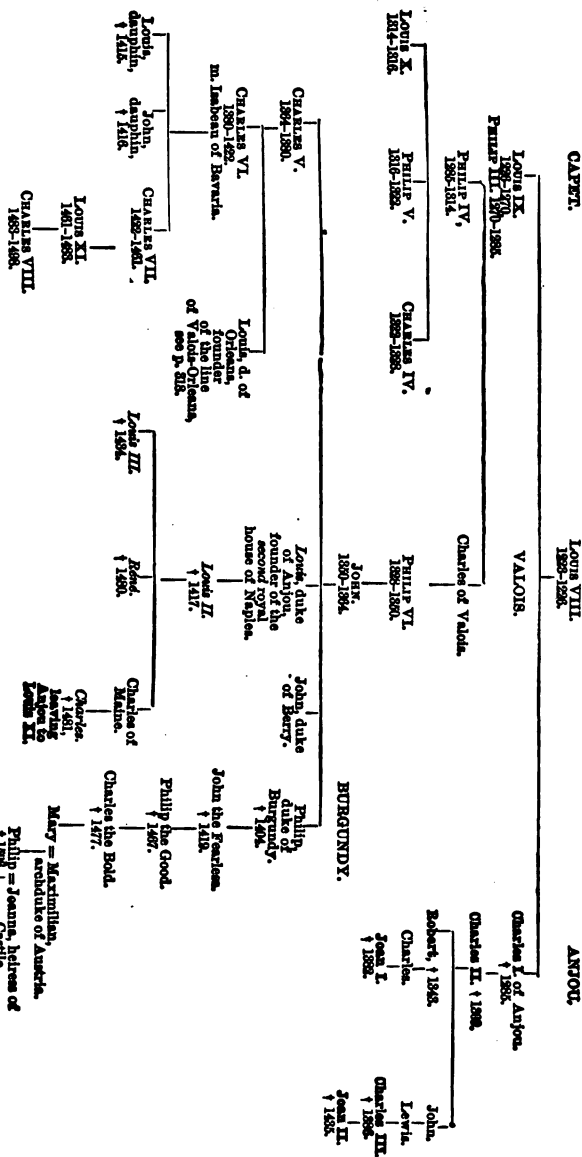 CAPET.
LOUIS VIII.
1223-1226.
ANJOU.
LOUIS IX.
1226-1270.
PHILIP III. 1270-1285.
VALOIS.
Charles I. of Anjou.
† 1285.
PHILIP IV,
1285-1314.
Charles of Valois.
Charles II. † 1309.
LOUIS X.
1314-1316.
PHILIP V.
1316-1322.
CHARLES IV.
1322-1328.
PHILIP VI.
1328-1350.
Robert, † 1343.
John.
Charles.
Lewis.
JOHN.
1350-1364.
Joan I.
† 1382.
Charles III.
† 1386.
Joan II.
† 1435.
BURGUNDY.
CHARLES V.
1364-1380.
Louis, duke
of Anjou,
founder of the
second royal
house of Naples.
John, duke
of Berry.
Philip,
duke of
Burgundy.
† 1404.
CHARLES VI.
1380-1422.
m. Isabeau of Bavaria.
Louis, d. of
Orleans,
founder
of the line
of Valois-Orleans,
see p. 318.
Louis II.
† 1417.
John the Fearless.
† 1419.
Philip the Good.
† 1467.
Louis,
dauphin,
† 1415.
John,
dauphin,
† 1416.
CHARLES VII.
1422-1461.
Louis III.
† 1434.
René.
† 1480.
Charles of
Maine.
Charles the Bold.
† 1477.
LOUIS XI.
1461-1483.
Charles.
† 1481,
leaving
Anjou to
Louis XI.
Mary = Maximilian,
archduke of Austria.
CHARLES VIII.
1483-1498.
Philip = Joanna, heiress of
Castile